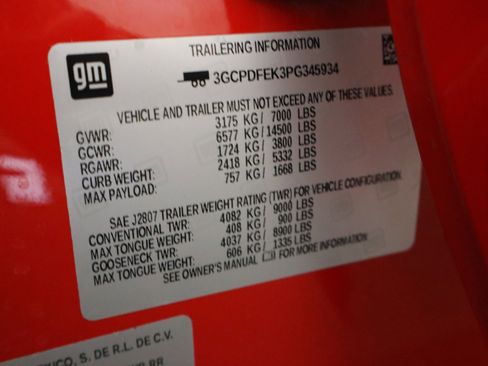 gm
TRAILERING INFORMATION
3GCPDFEK3PG345934
VEHICLE AND TRAILER MUST NOT EXCEED ANY OF THESE VALUES.
GVWR: 3175 KG/ 7000 LBS
GCWR: 6577 KG/14500 LBS
RGAWR: 1724 KG/ 3800 LBS
CURB WEIGHT: 2418 KG/ 5332 LBS
MAX PAYLOAD: 757 KG/ 1668 LBS
SAE J2807 TRAILER WEIGHT RATING (TWR) FOR VEHICLE CONFIGURATION.
CONVENTIONAL TWR: 4082 KG/ 9000 LBS
MAX TONGUE WEIGHT: 408 KG/ 900 LBS
GOOSENECK TWR: 4037 KG/ 8900 LBS
MAX TONGUE WEIGHT: 606 KG/ 1335 LBS
SEE OWNER'S MANUAL FOR MORE INFORMATION
S. DE R.L. DE C.V.
RR